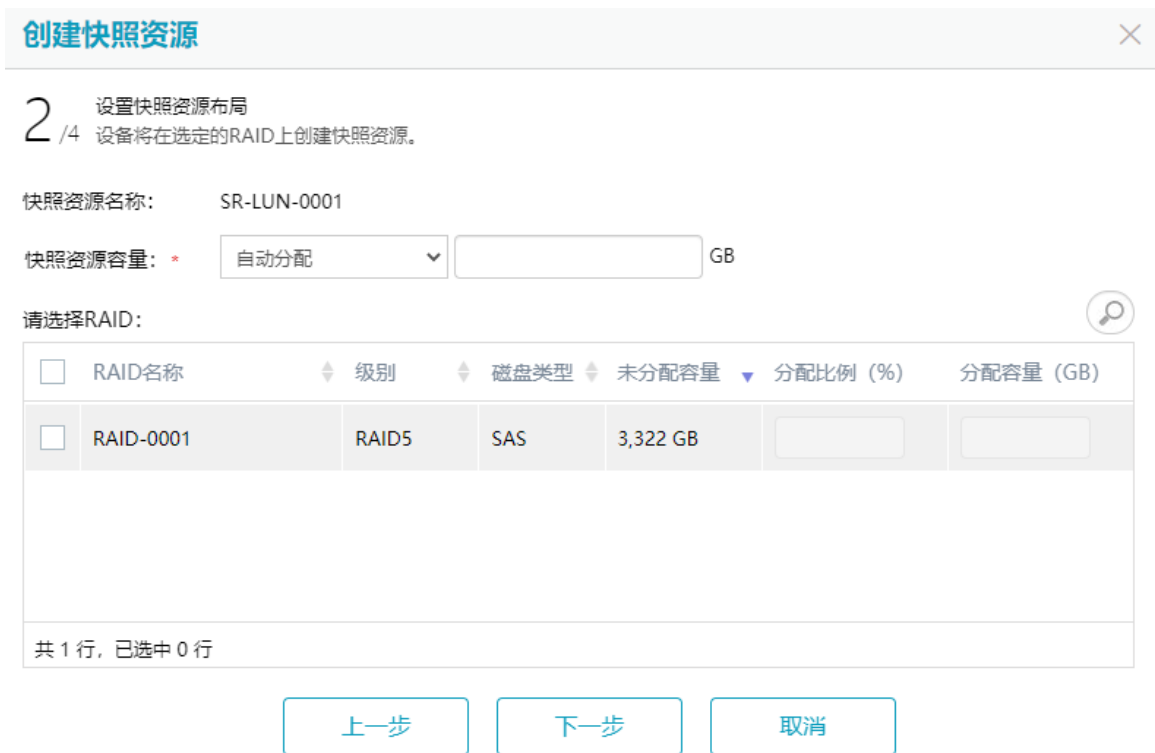 创建快照资源
2/4 设置快照资源布局
设备将在选定的RAID上创建快照资源。
快照资源名称： SR-LUN-0001
快照资源容量： * 自动分配 GB
请选择RAID：
RAID名称 级别 磁盘类型 未分配容量 分配比例（%） 分配容量（GB）
RAID-0001 RAID5 SAS 3,322 GB
共 1 行，已选中 0 行
上一步 下一步 取消